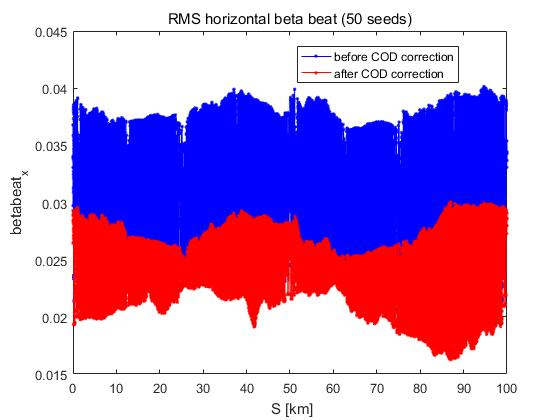 RMS horizontal beta beat (50 seeds)
before COD correction
after COD correction
0.045
0.04
0.035
0.03
0.025
0.02
0.015
betabeatx
0 10 20 30 40 50 60 70 80 90 100
S [km]